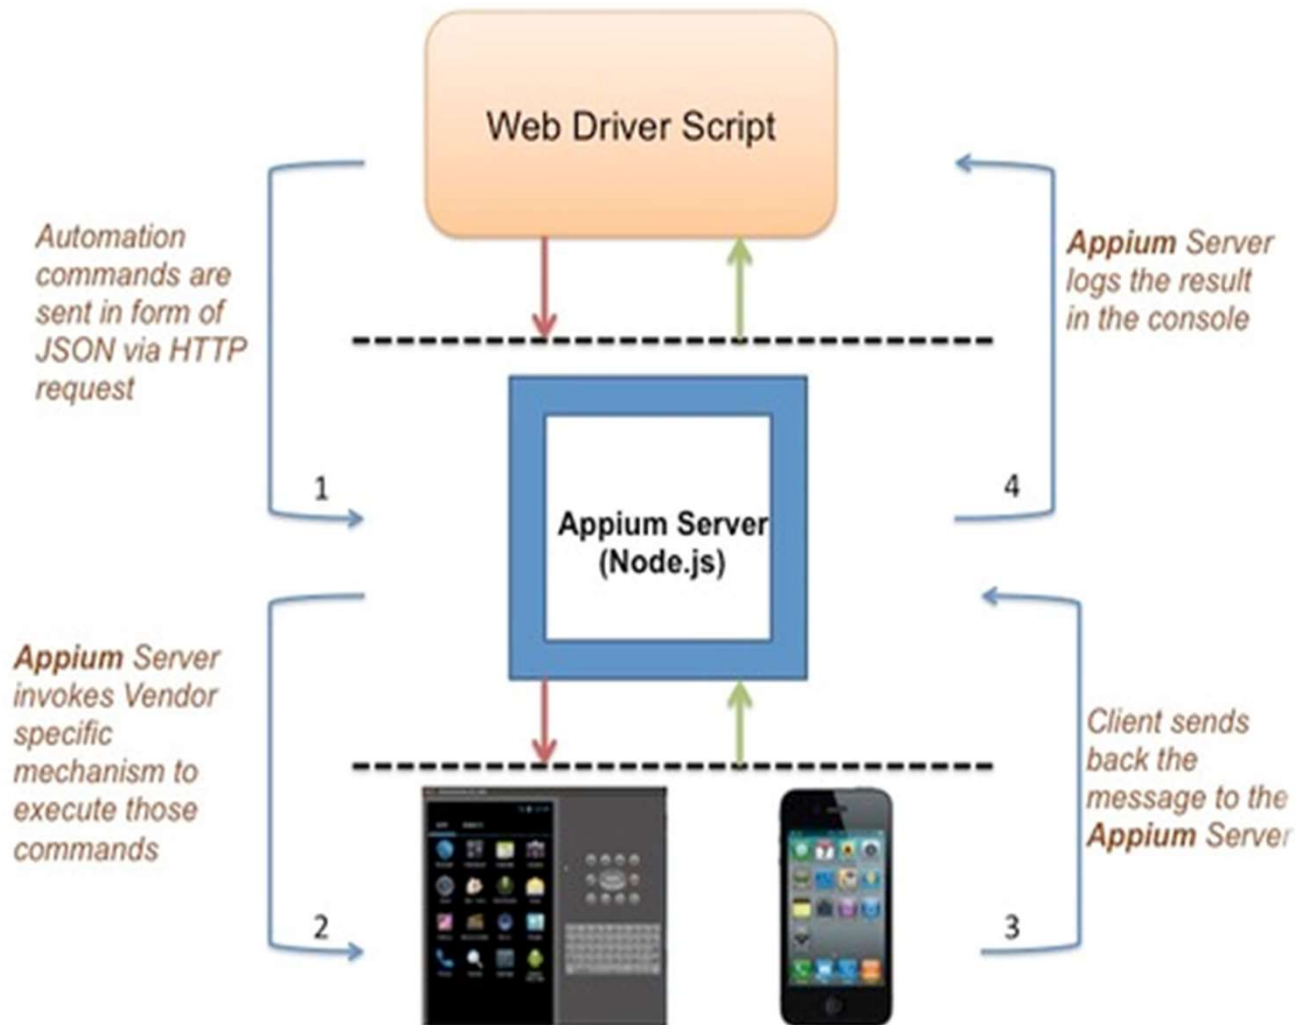 Web Driver Script
Automation
commands are
sent in form of
JSON via HTTP
request
1
Appium Server
logs the result
in the console
4
Appium Server
(Node.js)
Appium Server
invokes Vendor
specific
mechanism to
execute those
commands
2
Client sends
back the
message to the
Appium Server
3